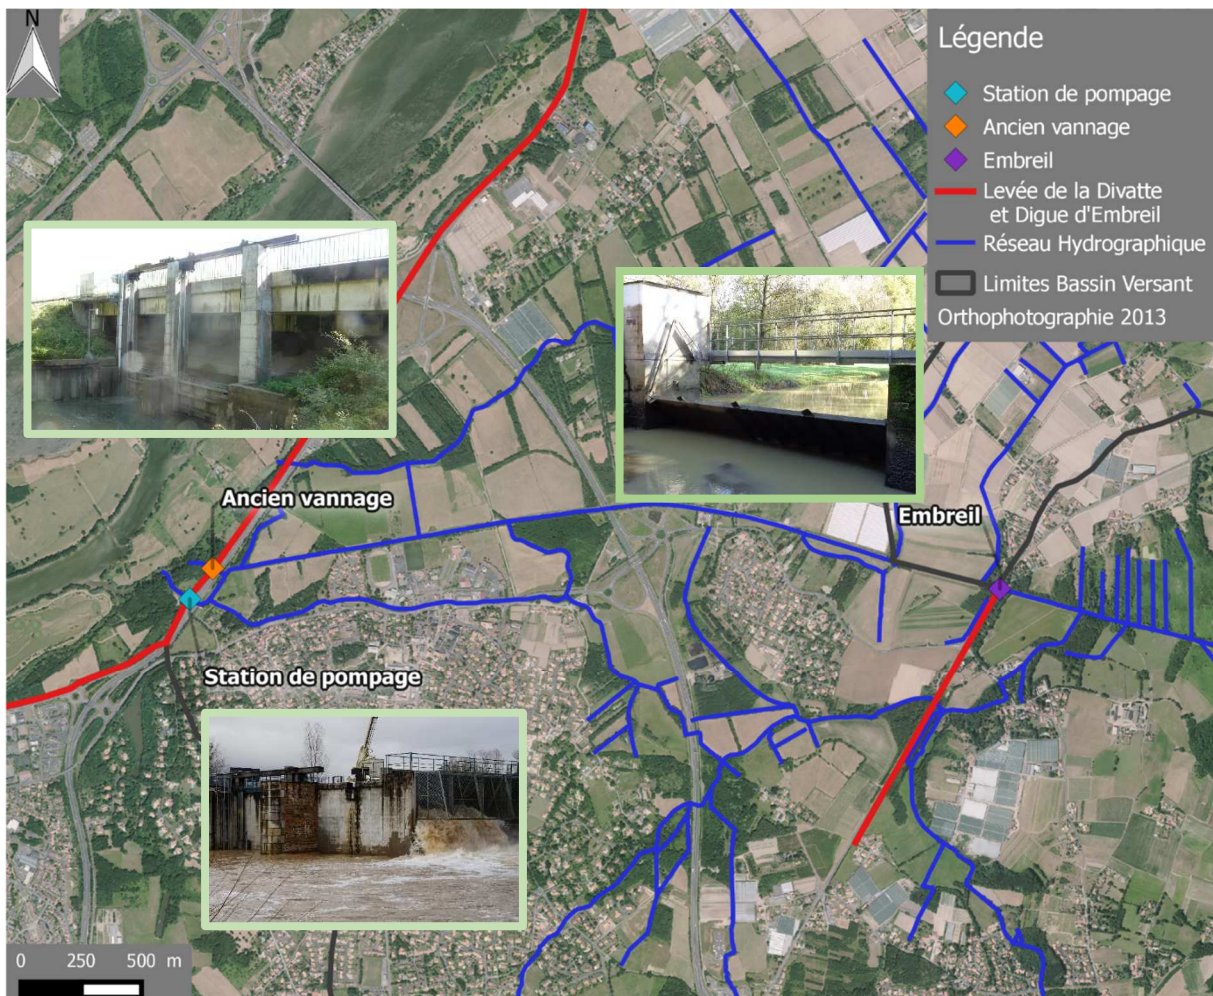 N
Légende
Station de pompage
Ancien vannage
Embreil
Levée de la Divatte
et Digue d'Embreil
Réseau Hydrographique
Limites Bassin Versant
Orthophotographie 2013
Ancien vannage
Embreil
Station de pompage
0 250 500 m